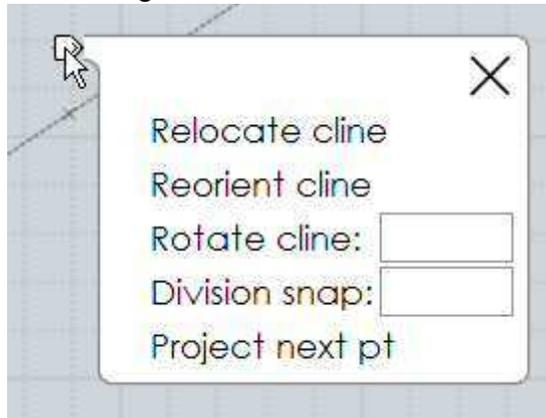 Relocate cline
Reorient cline
Rotate cline:
Division snap:
Project next pt